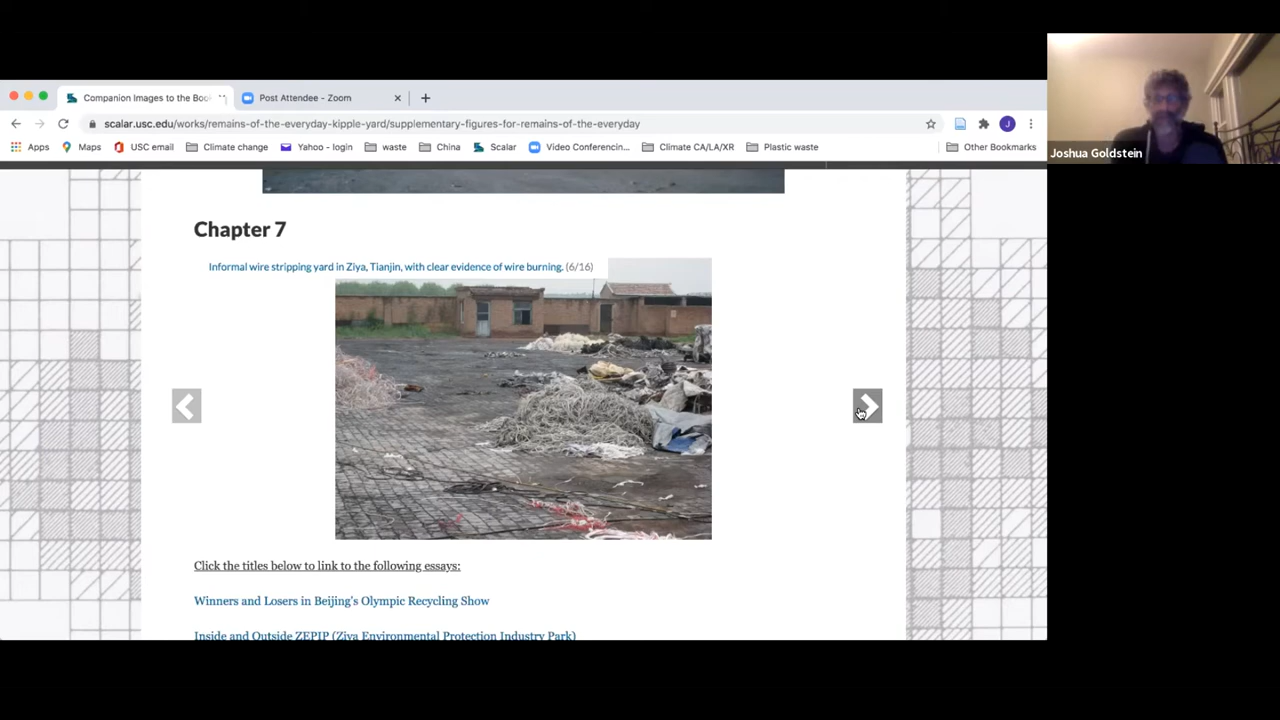 Companion Images to the Boo
Post Attendee - Zoom
scalar.usc.edu/works/remains-of-the-everyday-kipple-yard/supplementary-figures-for-remains-of-the-everyday
J
Apps
Maps
USC email
Climate change
Yahoo - login
waste
China
Scalar
Video Conferencin...
Climate CA/LA/XR
Plastic waste
Other Bookmarks
Joshua Goldstein
Chapter 7
Informal wire stripping yard in Ziya, Tianjin, with clear evidence of wire burning. (6/16)
Click the titles below to link to the following essays:
Winners and Losers in Beijing's Olympic Recycling Show
Inside and Outside ZEPIP (Ziya Environmental Protection Industry Park)